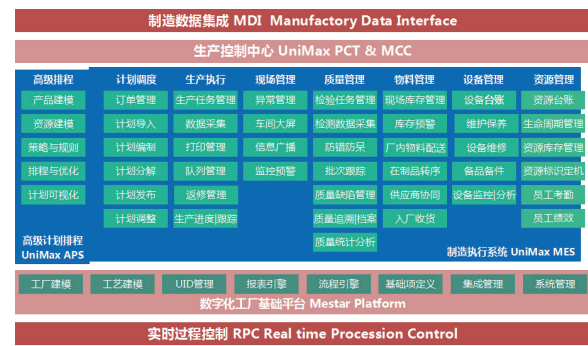 制造数据集成 MDI Manufactory Data Interface
生产控制中心 UniMax PCT & MCC
高级排程 计划调度 生产执行 现场管理 质量管理 物料管理 设备管理 资源管理
产品建模 订单管理 生产任务管理 异常管理 检验任务管理 现场库存管理 设备台账 资源台账
资源建模 计划导入 数据采集 车间大屏 检测数据采集 库存预警 维护保养 生命周期管理
策略与规则 计划编制 打印管理 信息广播 防错防呆 厂内物料配送 设备维修 资源库存管理
排程与优化 计划分解 队列管理 监控预警 批次跟踪 在制品转序 备品备件 资源标识定机
计划可视化 计划发布 返修管理 质量缺陷管理 供应商协同 设备监控|分析 员工考勤
计划调整 生产进度|跟踪 质量追溯|档案 入厂收货 员工绩效
高级计划排程 质量统计分析
UniMax APS 制造执行系统 UniMax MES
工厂建模 工艺建模 UID管理 报表引擎 流程引擎 基础项定义 集成管理 系统管理
数字化工厂基础平台 Mestar Platform
实时过程控制 RPC Real time Procession Control